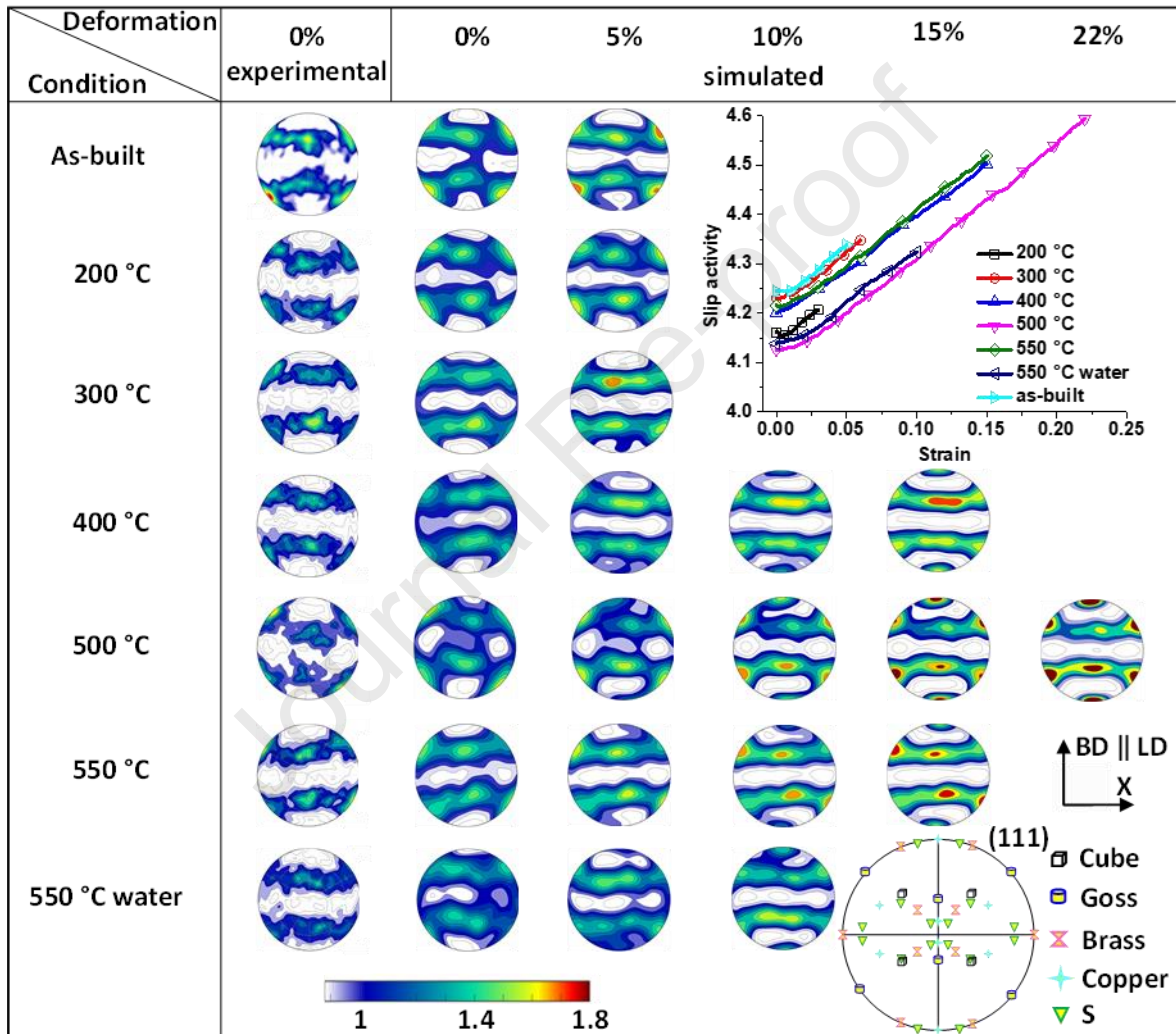 Deformation
Condition
0%
experimental
0% 5% 10% 15% 22%
simulated
As-built
200 °C
300 °C
400 °C
500 °C
550 °C
550 °C water
4.6
4.5
4.4
4.3
4.2
4.1
4.0
Slip activity
0.00 0.05 0.10 0.15 0.20 0.25
Strain
200 °C
300 °C
400 °C
500 °C
550 °C
550 °C water
as-built
BD || LD
X
(111)
Cube
Goss
Brass
Copper
S
1 1.4 1.8
Journal Pre-proof